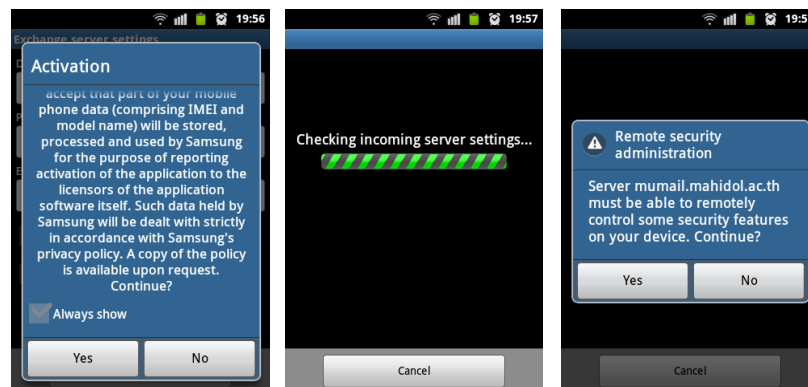 19:56
Exchange server settings
Activation
accept that part of your mobile
phone data (comprising IMEI and
model name) will be stored,
processed and used by Samsung
for the purpose of reporting
activation of the application to the
licensors of the application
software itself. Such data held by
Samsung will be dealt with strictly
in accordance with Samsung's
privacy policy. A copy of the policy
is available upon request.
Continue?
Always show
Yes
No
19:57
Checking incoming server settings...
Cancel
19:5
Remote security
administration
Server mumail.mahidol.ac.th
must be able to remotely
control some security features
on your device. Continue?
Yes
No
Cancel